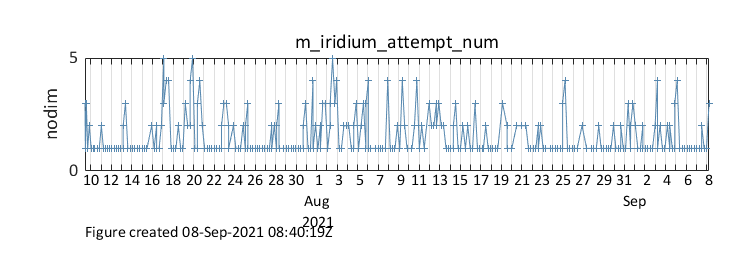 m_iridium_attempt_num
5
nodim
0
10 12 14 16 18 20 22 24 26 28 30 1 3 5 7 9 11 13 15 17 19 21 23 25 27 29 31 2 4 6 8
Aug Sep
2021
Figure created 08-Sep-2021 08:40:19Z